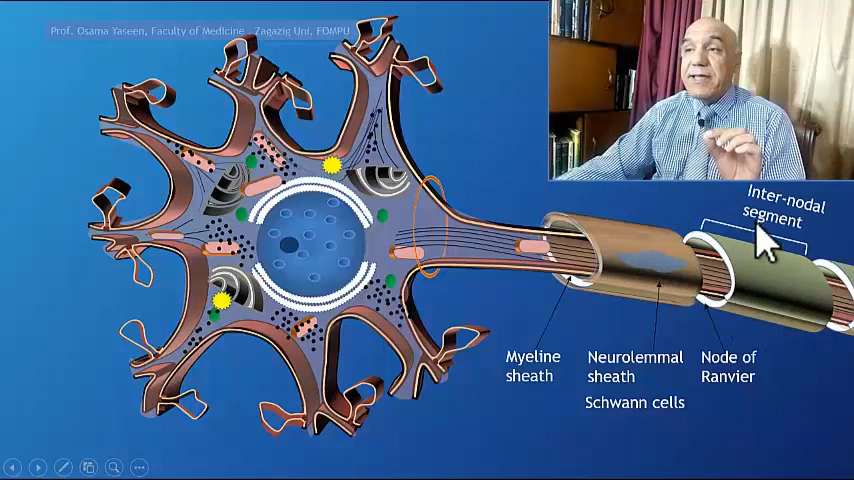 Prof. Osama Yaseen, Faculty of Medicine . Zagazig Uni, FOMPU
Inter-nodal
segment
Myeline
sheath
Neurolemmal
sheath
Node of
Ranvier
Schwann cells